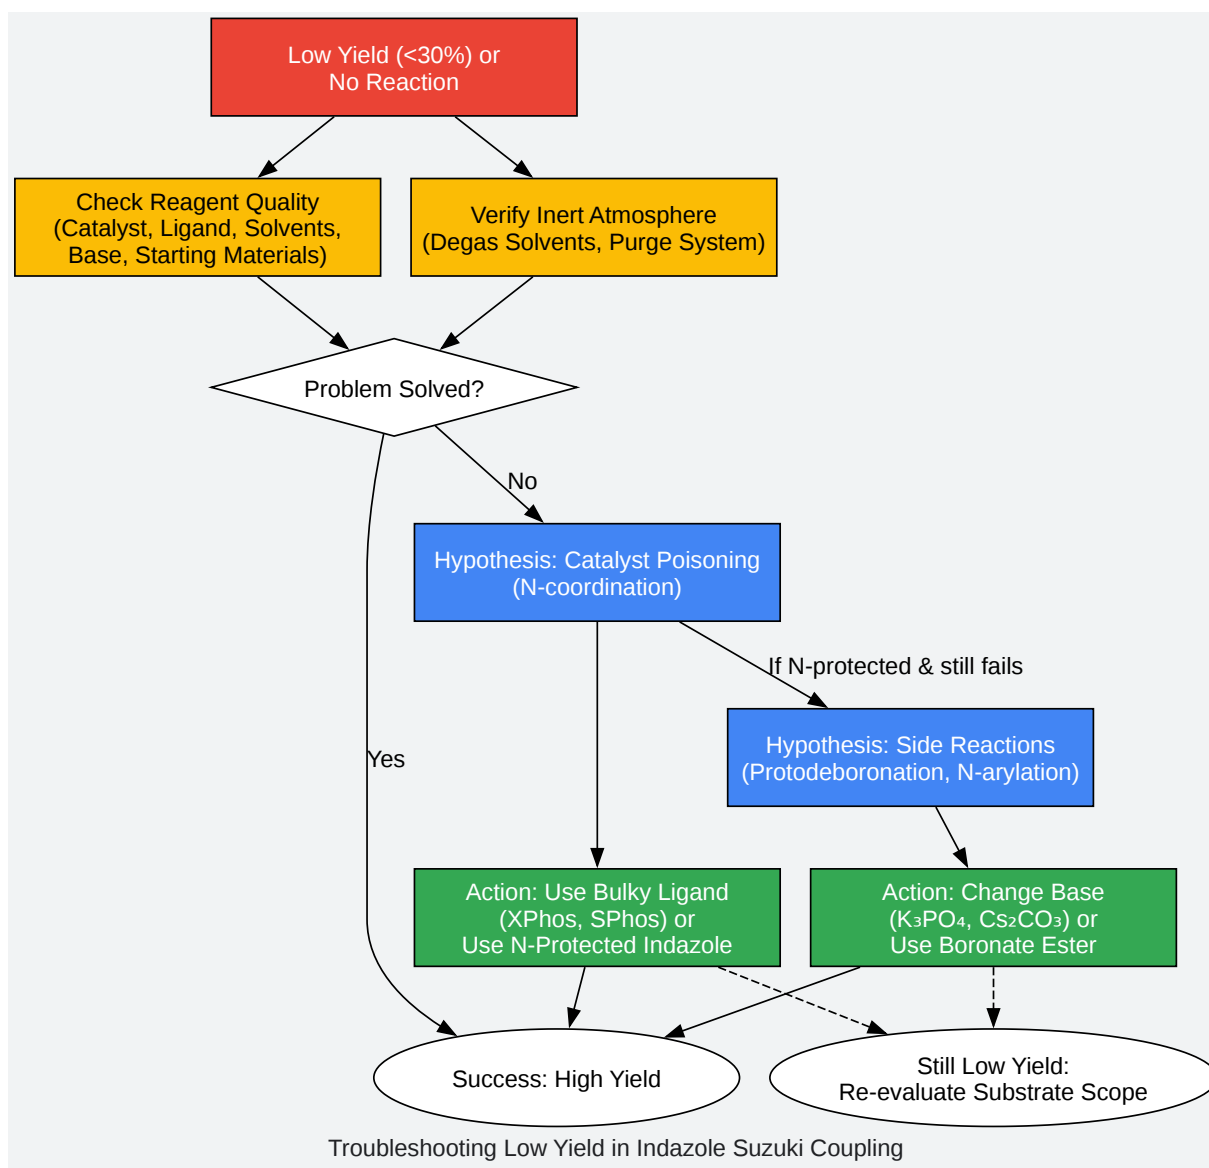 Low Yield (<30%) or
No Reaction
Check Reagent Quality
(Catalyst, Ligand, Solvents,
Base, Starting Materials)
Verify Inert Atmosphere
(Degas Solvents, Purge System)
Problem Solved?
No
Hypothesis: Catalyst Poisoning
(N-coordination)
If N-protected & still fails
Hypothesis: Side Reactions
(Protodeboronation, N-arylation)
Yes
Action: Use Bulky Ligand
(XPhos, SPhos) or
Use N-Protected Indazole
Action: Change Base
(K₃PO₄, Cs₂CO₃) or
Use Boronate Ester
Success: High Yield
Still Low Yield:
Re-evaluate Substrate Scope
Troubleshooting Low Yield in Indazole Suzuki Coupling